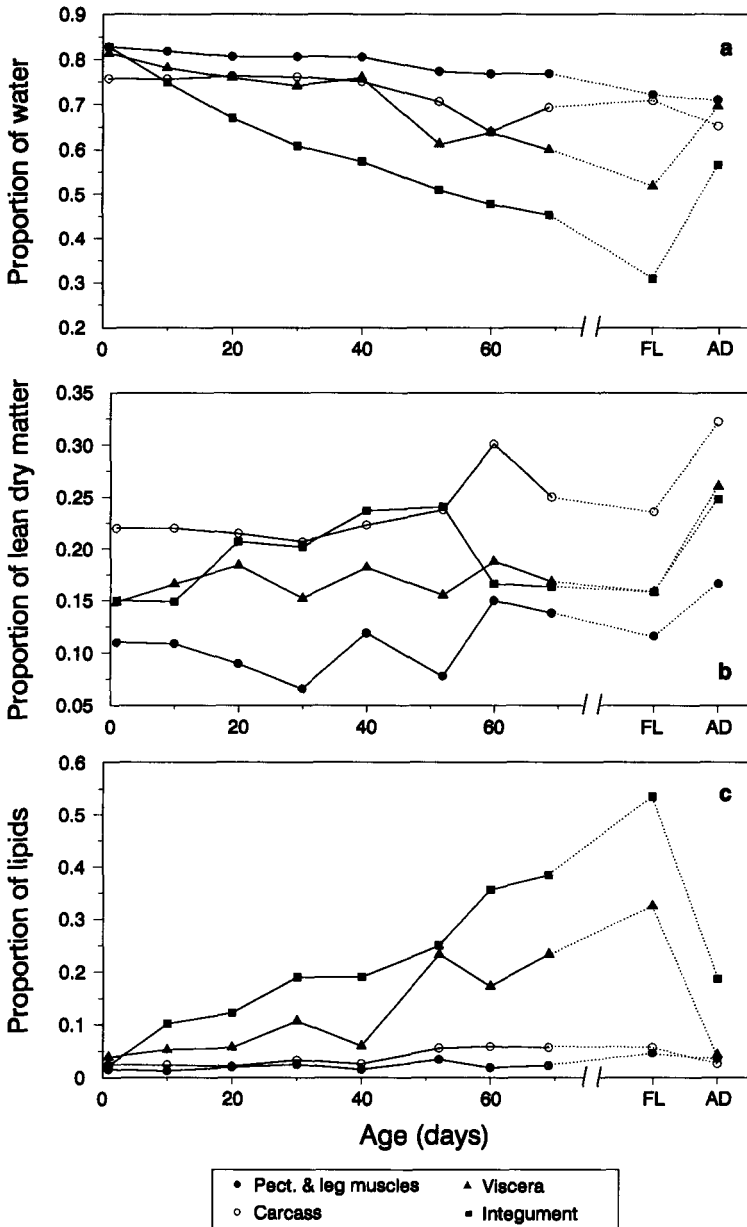 0.9
a
0.8
0.7
0.6
0.5
0.4
0.3
0.2
Proportion of water
0 20 40 60 FL AD
0.35
0.30
0.25
0.20
0.15
0.10
0.05
Proportion of lean dry matter
b
0 20 40 60 FL AD
0.6
c
0.5
0.4
0.3
0.2
0.1
0
Proportion of lipids
0 20 40 60 FL AD
Age (days)
Pect. & leg muscles Viscera
Carcass Integument